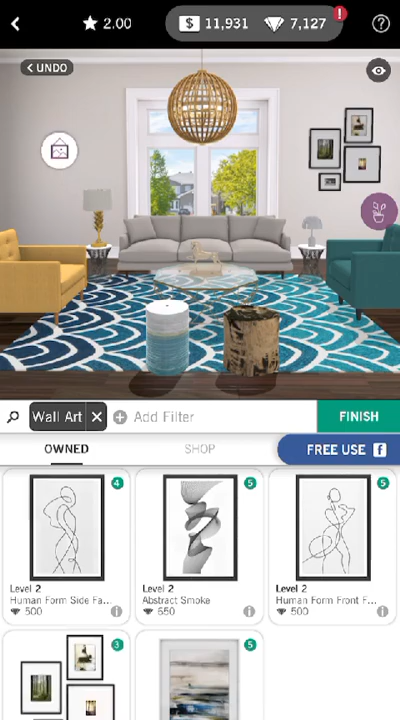 2.00 $ 11,931 7,127 ! ?
< UNDO
Wall Art × + Add Filter FINISH
OWNED SHOP FREE USE f
4 5 5
Level 2 Level 2 Level 2
Human Form Side Fa... Abstract Smoke Human Form Front F...
500 650 500
3 5